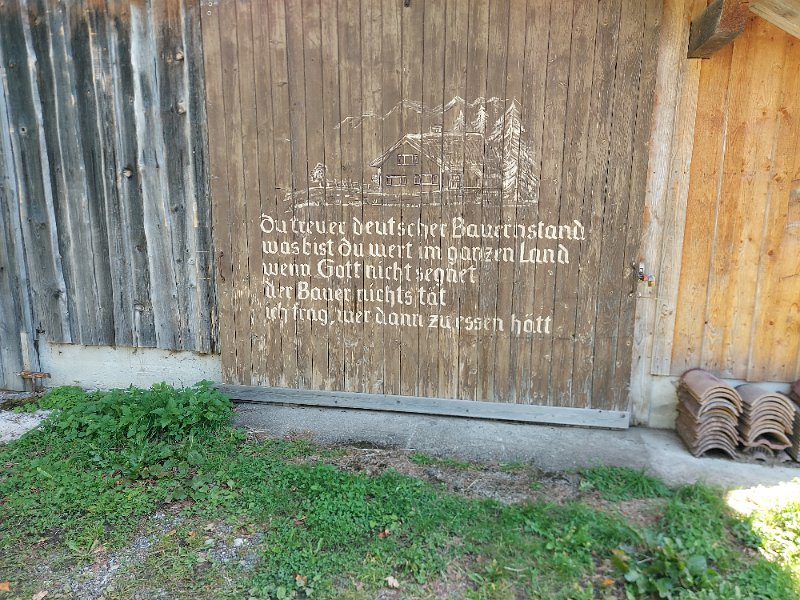 Du treuer deutscher Bauernstand
was bist Du wert im ganzen Land
wenn Gott nicht segnet
der Bauer nichts tät
ich frag, wer dann zu essen hätt